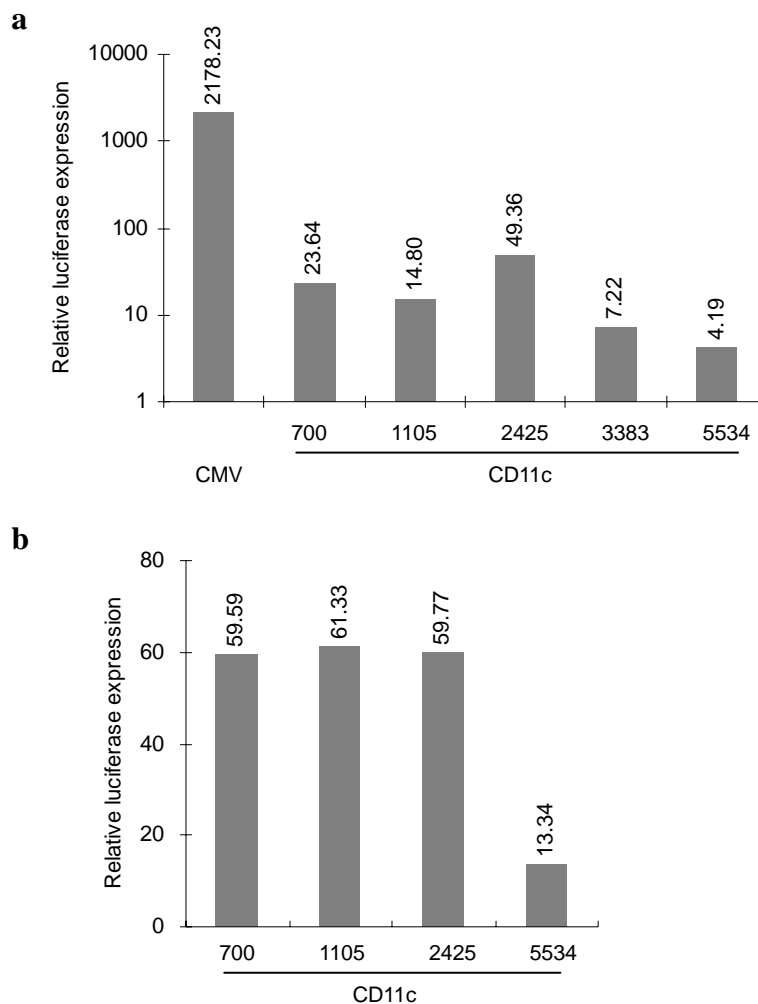 a
Relative luciferase expression
10000
1000
100
10
1
2178.23
23.64
14.80
49.36
7.22
4.19
700 1105 2425 3383 5534
CMV CD11c
b
Relative luciferase expression
80
60
40
20
0
59.59
61.33
59.77
13.34
700 1105 2425 5534
CD11c